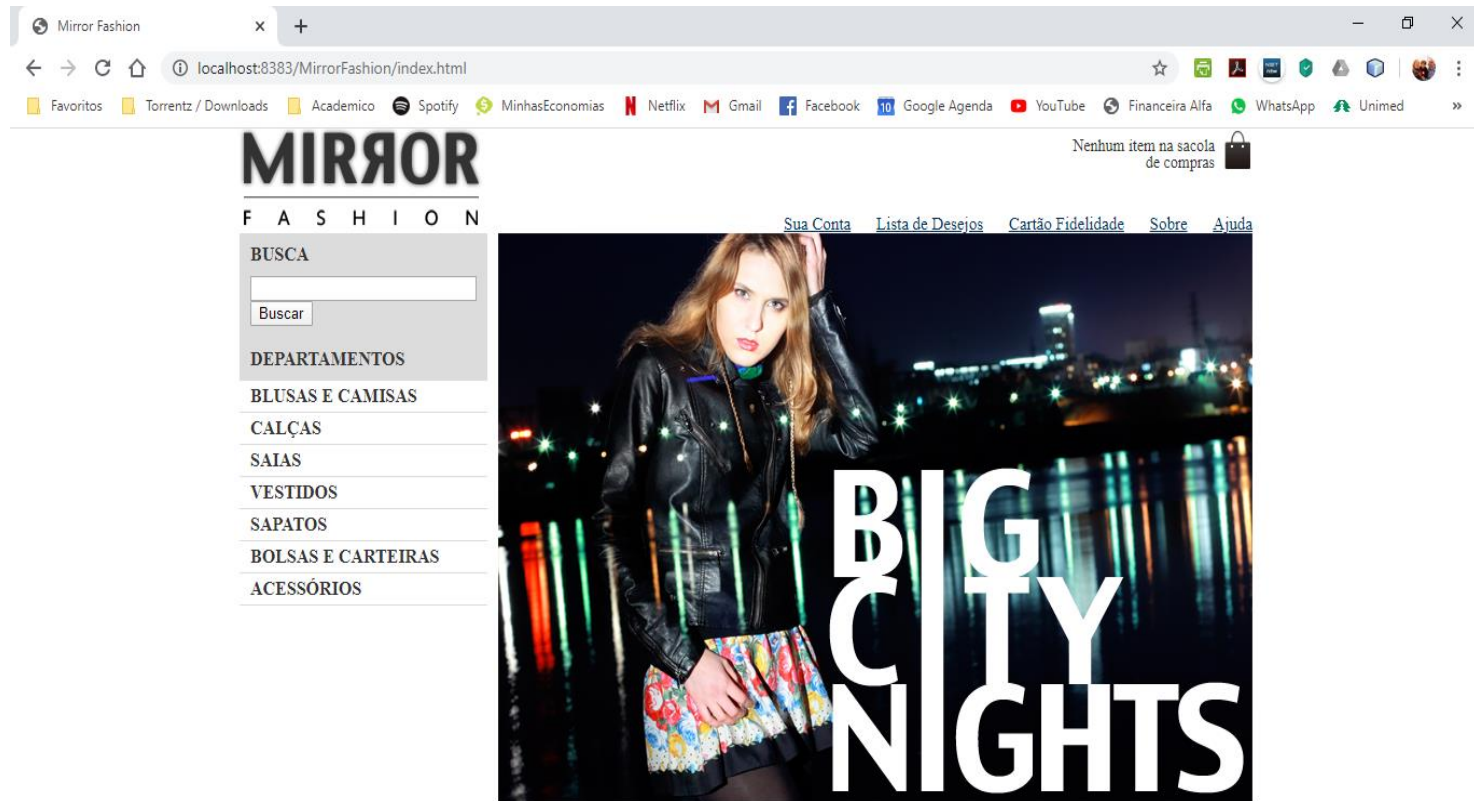 Mirror Fashion
localhost:8383/MirrorFashion/index.html
Favoritos Torrentz / Downloads Academico Spotify MinhasEconomias Netflix Gmail Facebook 10 Google Agenda YouTube Financeira Alfa WhatsApp Unimed »
MIRЯOR
FASHION
Nenhum item na sacola
de compras
Sua Conta Lista de Desejos Cartão Fidelidade Sobre Ajuda
BUSCA
Buscar
DEPARTAMENTOS
BLUSAS E CAMISAS
CALÇAS
SAIAS
VESTIDOS
SAPATOS
BOLSAS E CARTEIRAS
ACESSÓRIOS
BIG
CITY
NIGHTS